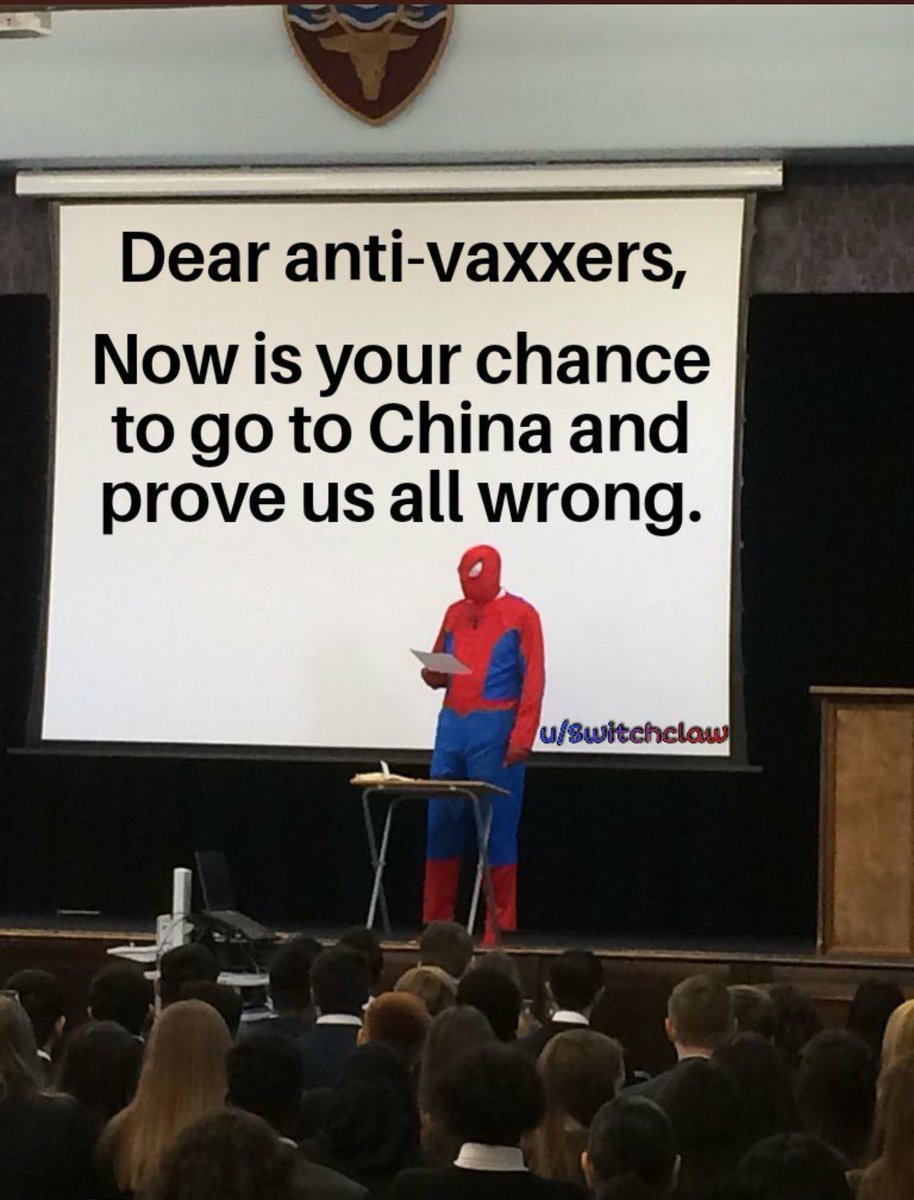 Dear anti-vaxxers,
Now is your chance
to go to China and
prove us all wrong.
u/Switchclaw